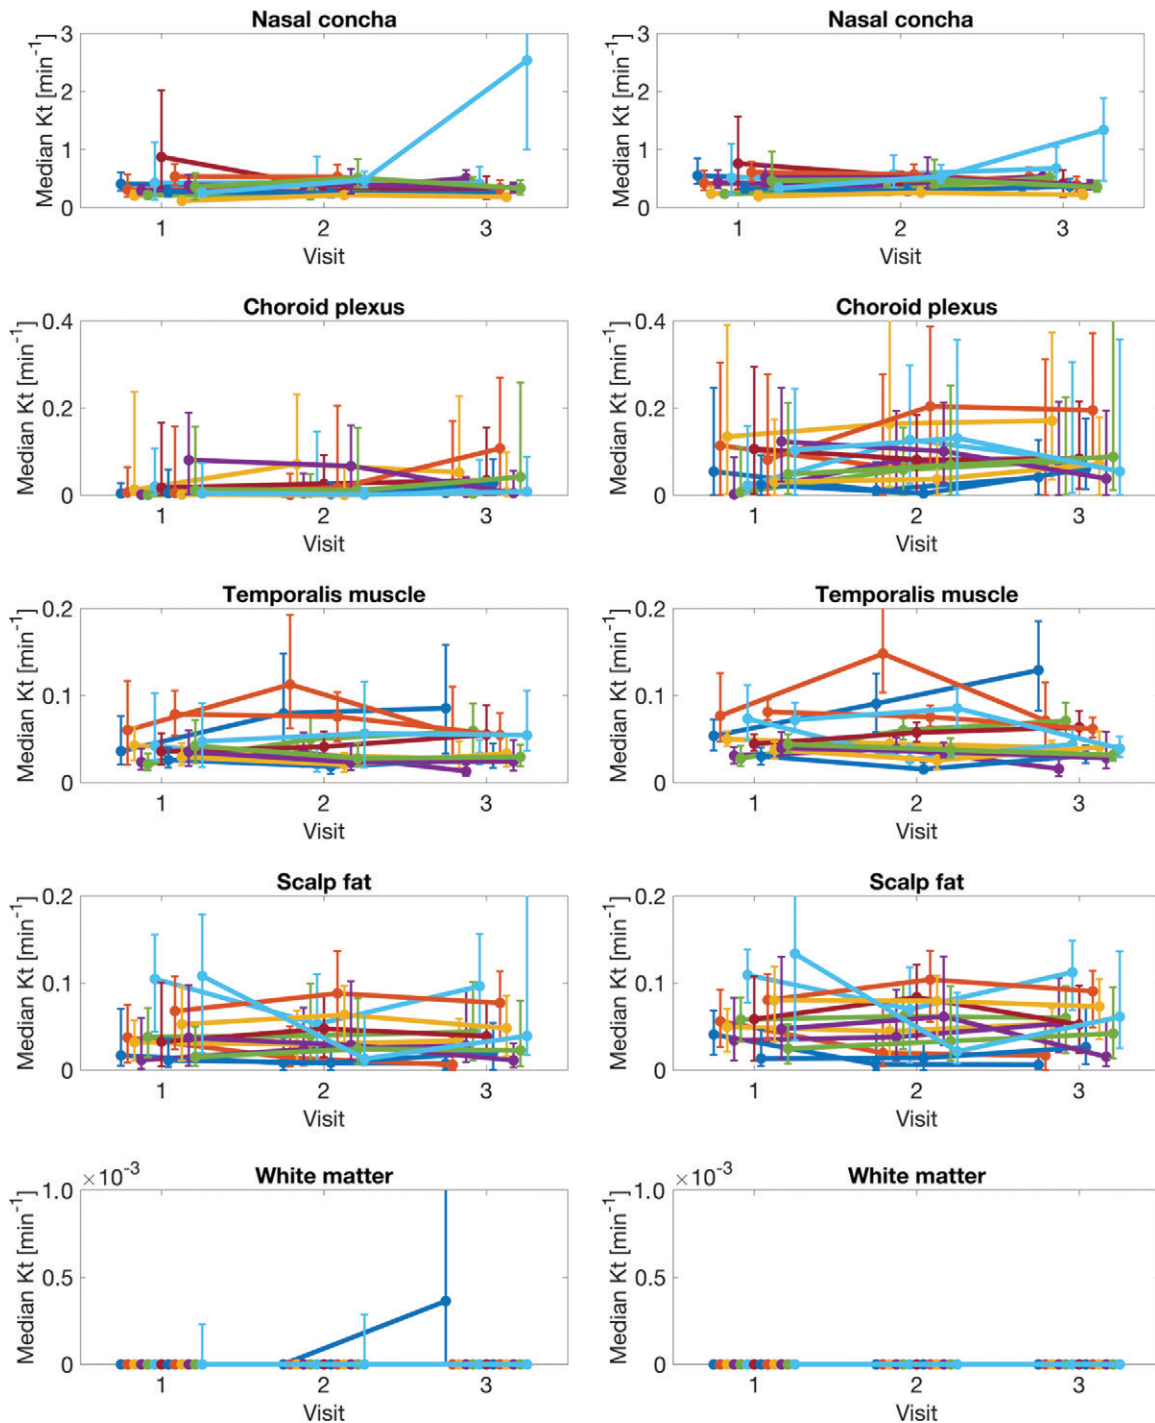 Nasal concha
Median Kt [min⁻¹]
3
2
1
0
1 2 3
Visit
Nasal concha
Median Kt [min⁻¹]
3
2
1
0
1 2 3
Visit
Choroid plexus
Median Kt [min⁻¹]
0.4
0.2
0
1 2 3
Visit
Choroid plexus
Median Kt [min⁻¹]
0.4
0.2
0
1 2 3
Visit
Temporalis muscle
Median Kt [min⁻¹]
0.2
0.1
0
1 2 3
Visit
Temporalis muscle
Median Kt [min⁻¹]
0.2
0.1
0
1 2 3
Visit
Scalp fat
Median Kt [min⁻¹]
0.2
0.1
0
1 2 3
Visit
Scalp fat
Median Kt [min⁻¹]
0.2
0.1
0
1 2 3
Visit
White matter
×10⁻³
Median Kt [min⁻¹]
1.0
0.5
0
1 2 3
Visit
White matter
×10⁻³
Median Kt [min⁻¹]
1.0
0.5
0
1 2 3
Visit